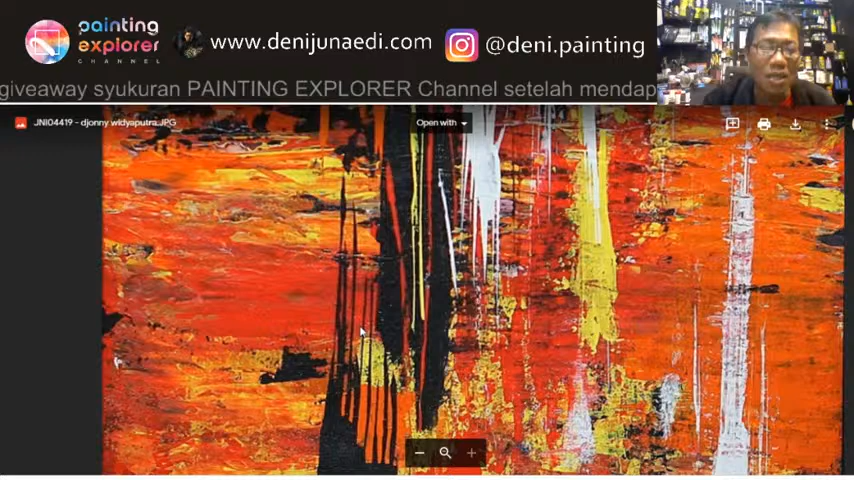 painting
explorer
CHANNEL
www.denijunaedi.com
@deni.painting
giveaway syukuran PAINTING EXPLORER Channel setelah mendap
JNI04419 - djonny widyaputra.JPG
Open with